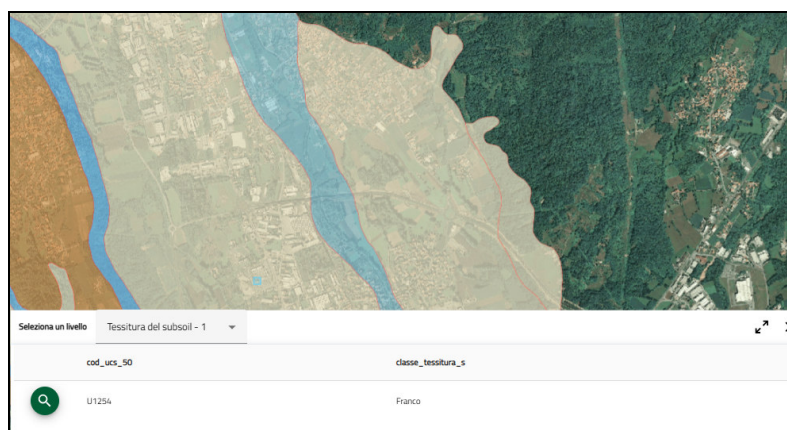 Seleziona un livello Tessitura del subsoil - 1
cod_ucs_50 classe_tessitura_s
U1254 Franco